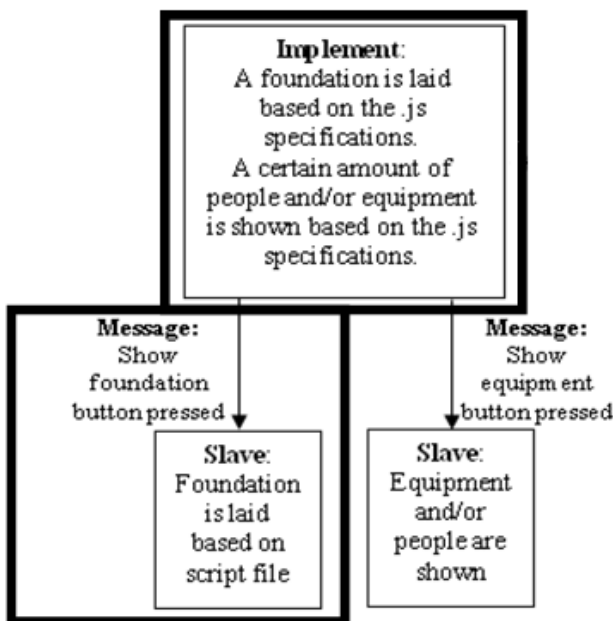 Implement:
A foundation is laid
based on the .js
specifications.
A certain amount of
people and/or equipment
is shown based on the .js
specifications.
Message:
Show
foundation
button pressed
Message:
Show
equipment
button pressed
Slave:
Foundation
is laid
based on
script file
Slave:
Equipment
and/or
people are
shown